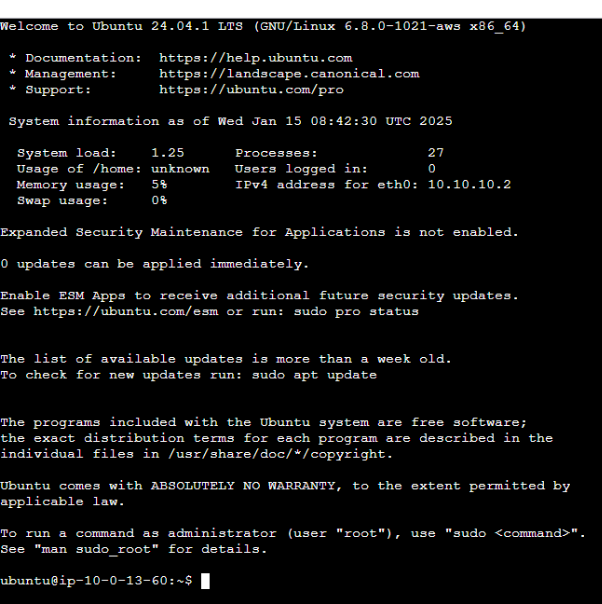 Welcome to Ubuntu 24.04.1 LTS (GNU/Linux 6.8.0-1021-aws x86_64)
* Documentation: https://help.ubuntu.com
* Management: https://landscape.canonical.com
* Support: https://ubuntu.com/pro
System information as of Wed Jan 15 08:42:30 UTC 2025
System load: 1.25 Processes: 27
Usage of /home: unknown Users logged in: 0
Memory usage: 5% IPv4 address for eth0: 10.10.10.2
Swap usage: 0%
Expanded Security Maintenance for Applications is not enabled.
0 updates can be applied immediately.
Enable ESM Apps to receive additional future security updates.
See https://ubuntu.com/esm or run: sudo pro status
The list of available updates is more than a week old.
To check for new updates run: sudo apt update
The programs included with the Ubuntu system are free software;
the exact distribution terms for each program are described in the
individual files in /usr/share/doc/*/copyright.
Ubuntu comes with ABSOLUTELY NO WARRANTY, to the extent permitted by
applicable law.
To run a command as administrator (user "root"), use "sudo <command>".
See "man sudo_root" for details.
ubuntu@ip-10-0-13-60:~$